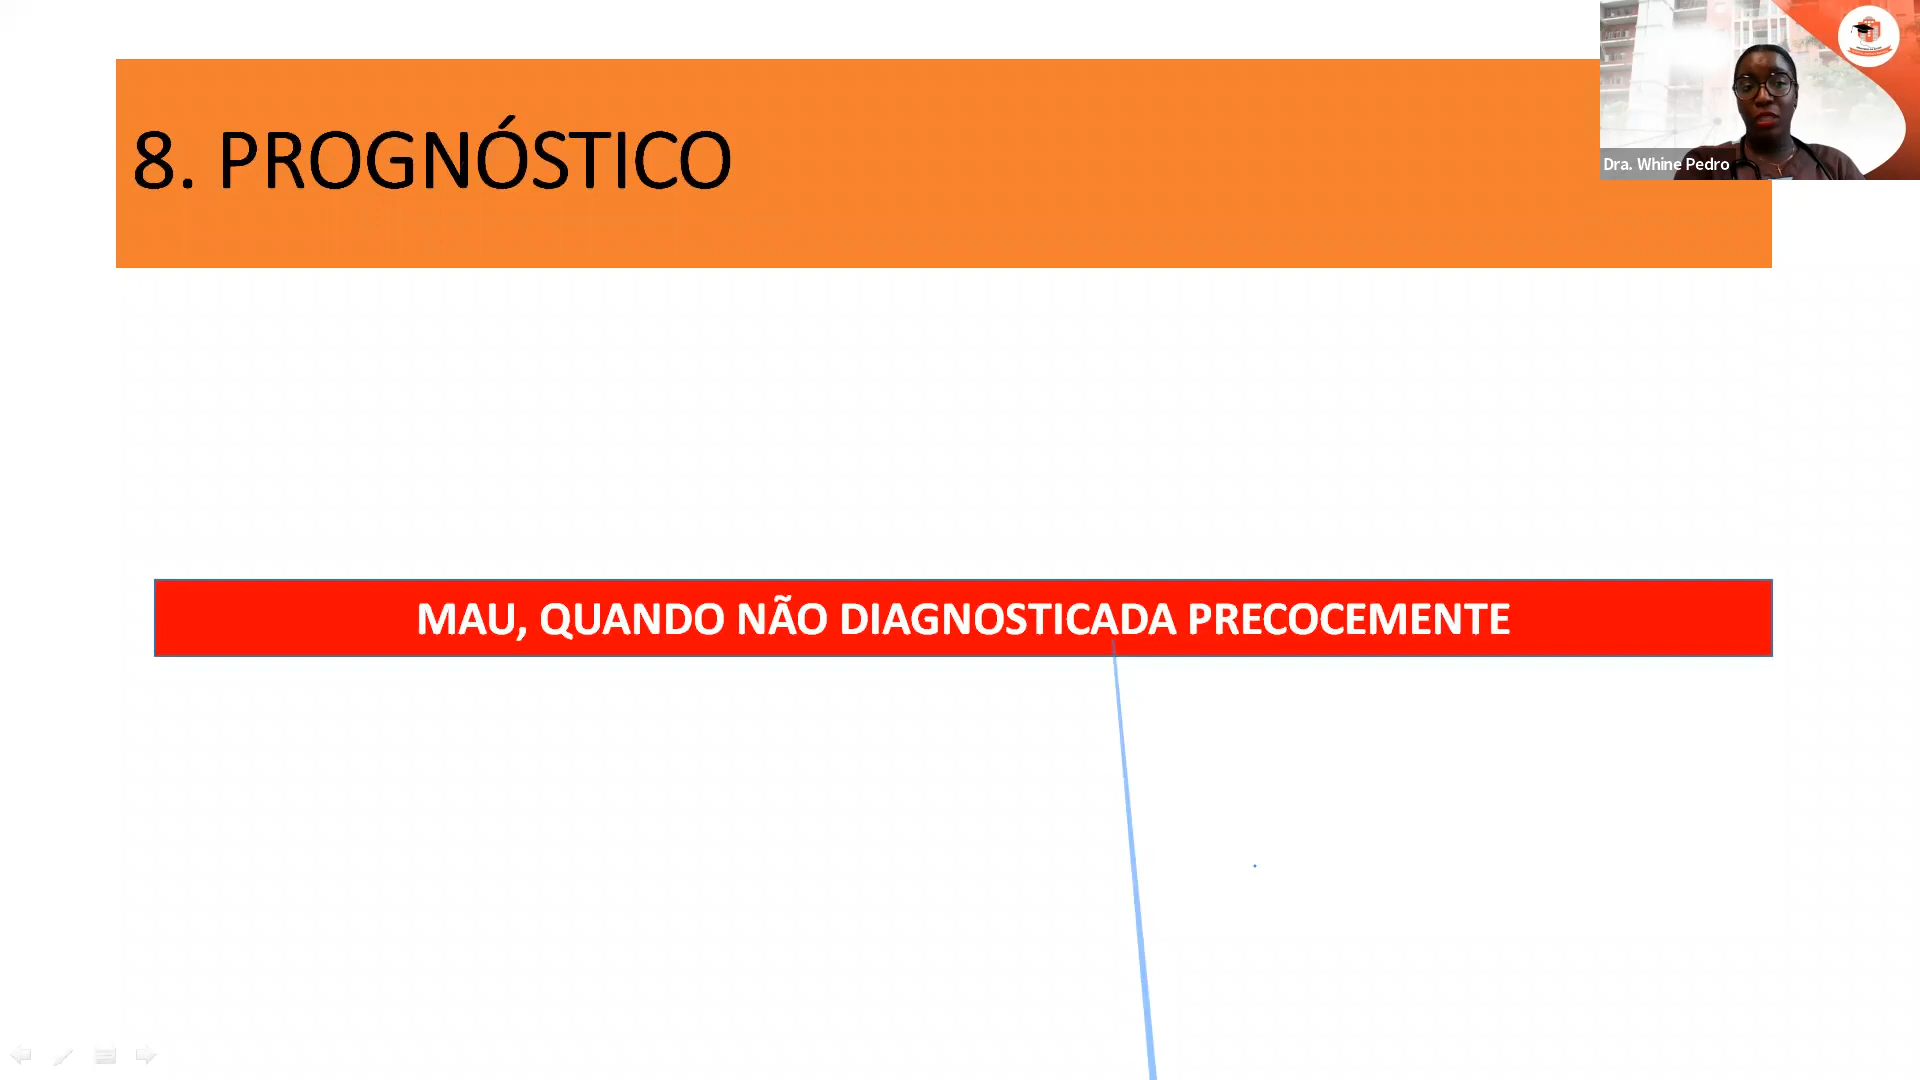 8. PROGNÓSTICO
Dra. Whine Pedro
MAU, QUANDO NÃO DIAGNOSTICADA PRECOCEMENTE